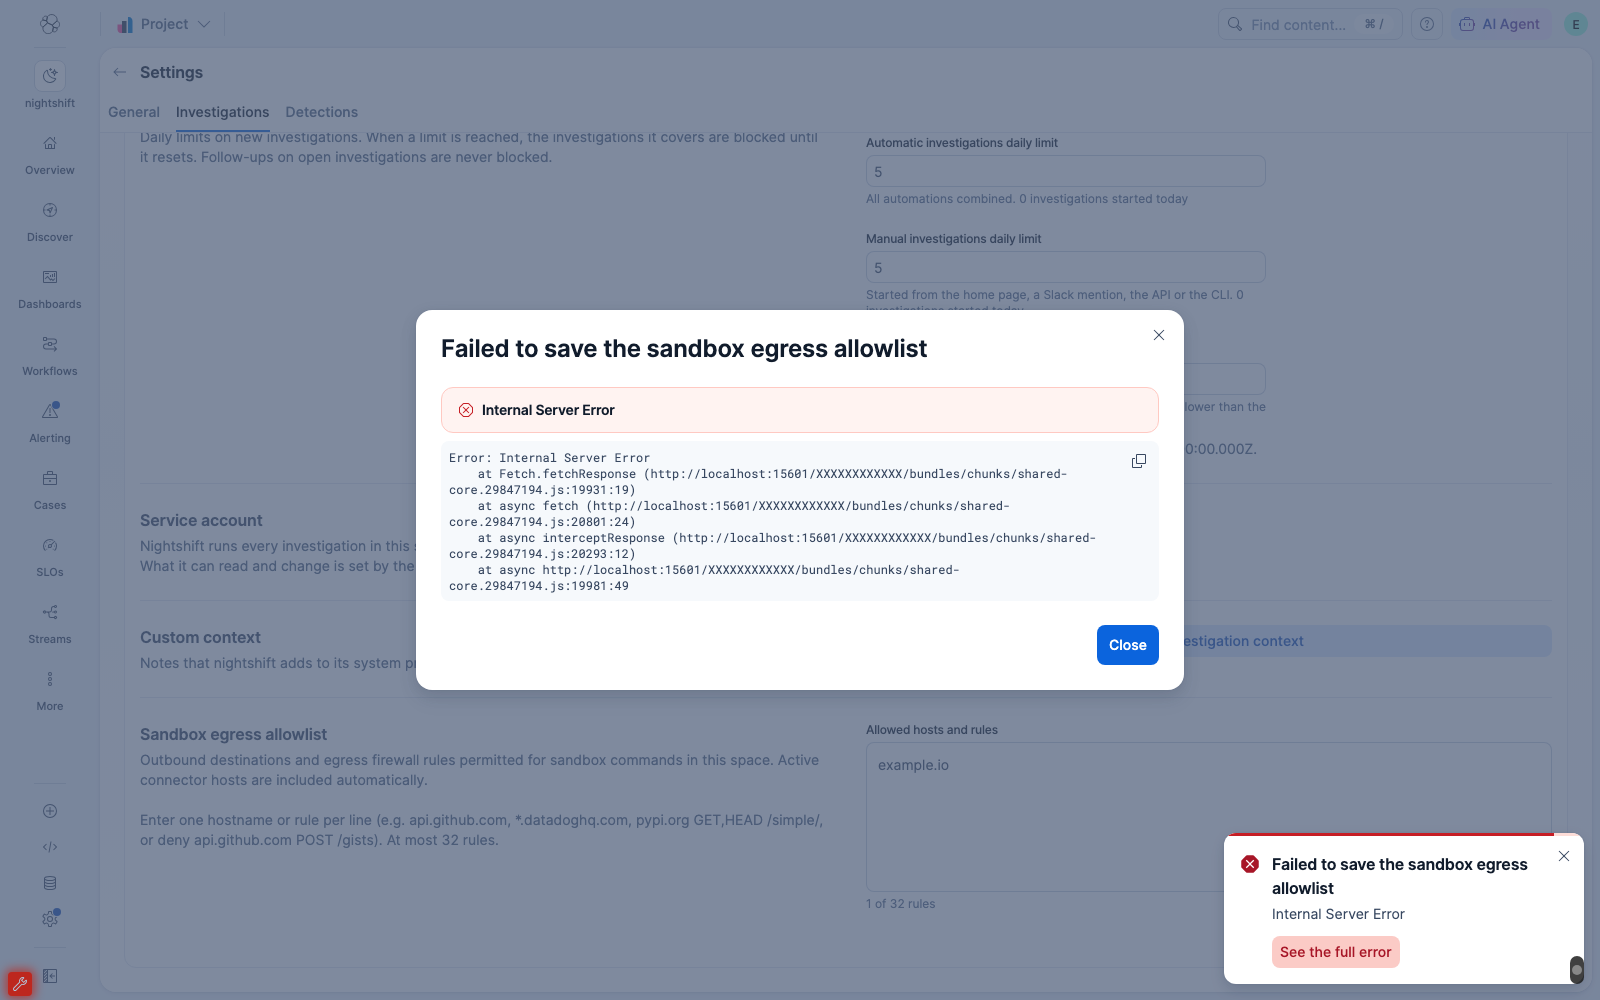 Project
Find content...
⌘ /
AI Agent
E
Settings
General
Investigations
Detections
nightshift
Overview
Discover
Dashboards
Workflows
Alerting
Cases
SLOs
Streams
More
Daily limits on new investigations. When a limit is reached, the investigations it covers are blocked until
it resets. Follow-ups on open investigations are never blocked.
Automatic investigations daily limit
5
All automations combined. 0 investigations started today
Manual investigations daily limit
5
Started from the home page, a Slack mention, the API or the CLI. 0
investigations started today
lower than the
0:00.000Z.
Failed to save the sandbox egress allowlist
Internal Server Error
Error: Internal Server Error
at Fetch.fetchResponse (http://localhost:15601/XXXXXXXXXXXX/bundles/chunks/shared-
core.29847194.js:19931:19)
at async fetch (http://localhost:15601/XXXXXXXXXXXX/bundles/chunks/shared-
core.29847194.js:20801:24)
at async interceptResponse (http://localhost:15601/XXXXXXXXXXXX/bundles/chunks/shared-
core.29847194.js:20293:12)
at async http://localhost:15601/XXXXXXXXXXXX/bundles/chunks/shared-
core.29847194.js:19981:49
Close
Service account
Nightshift runs every investigation in this
What it can read and change is set by the
Custom context
Notes that nightshift adds to its system
estigation context
Sandbox egress allowlist
Outbound destinations and egress firewall rules permitted for sandbox commands in this space. Active
connector hosts are included automatically.
Enter one hostname or rule per line (e.g. api.github.com, *.datadoghq.com, pypi.org GET,HEAD /simple/,
or deny api.github.com POST /gists). At most 32 rules.
Allowed hosts and rules
example.io
1 of 32 rules
Failed to save the sandbox egress
allowlist
Internal Server Error
See the full error